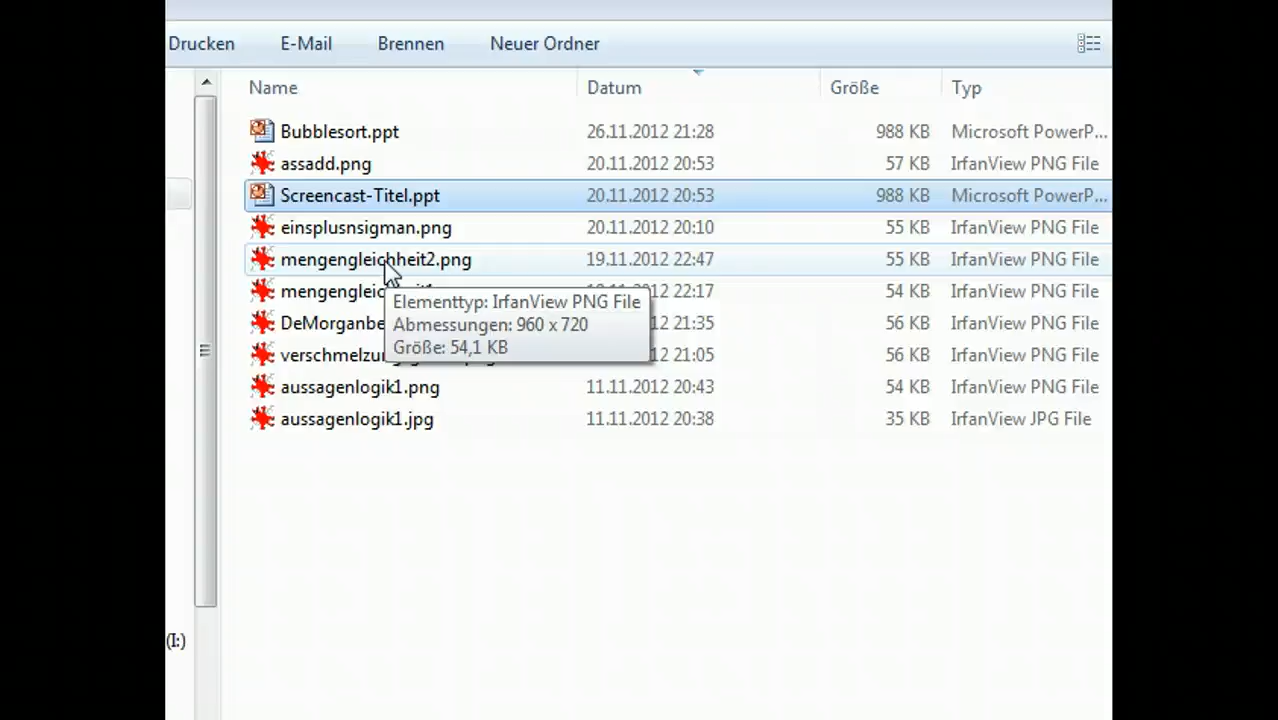 Drucken E-Mail Brennen Neuer Ordner
Name Datum Größe Typ
Bubblesort.ppt 26.11.2012 21:28 988 KB Microsoft PowerP...
assadd.png 20.11.2012 20:53 57 KB IrfanView PNG File
Screencast-Titel.ppt 20.11.2012 20:53 988 KB Microsoft PowerP...
einsplusnsigman.png 20.11.2012 20:10 55 KB IrfanView PNG File
mengengleichheit2.png 19.11.2012 22:47 55 KB IrfanView PNG File
22:17 54 KB IrfanView PNG File
Elementtyp: IrfanView PNG File
Abmessungen: 960 x 720
Größe: 54,1 KB
21:35 56 KB IrfanView PNG File
21:05 56 KB IrfanView PNG File
aussagenlogik1.png 11.11.2012 20:43 54 KB IrfanView PNG File
aussagenlogik1.jpg 11.11.2012 20:38 35 KB IrfanView JPG File
(I:)